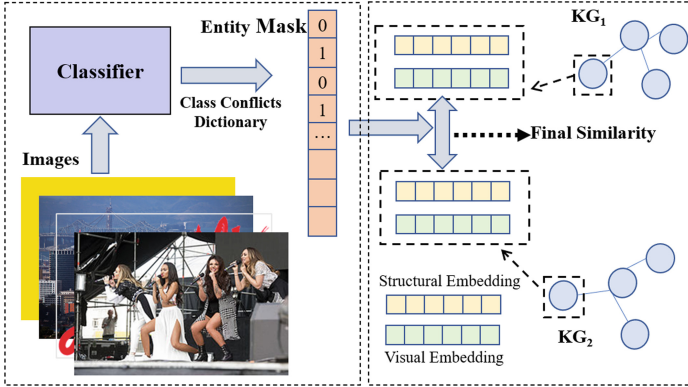 Entity Mask
Classifier
Class Conflicts
Dictionary
Images
0
1
0
1
...
KG1
Final Similarity
Structural Embedding
Visual Embedding
KG2